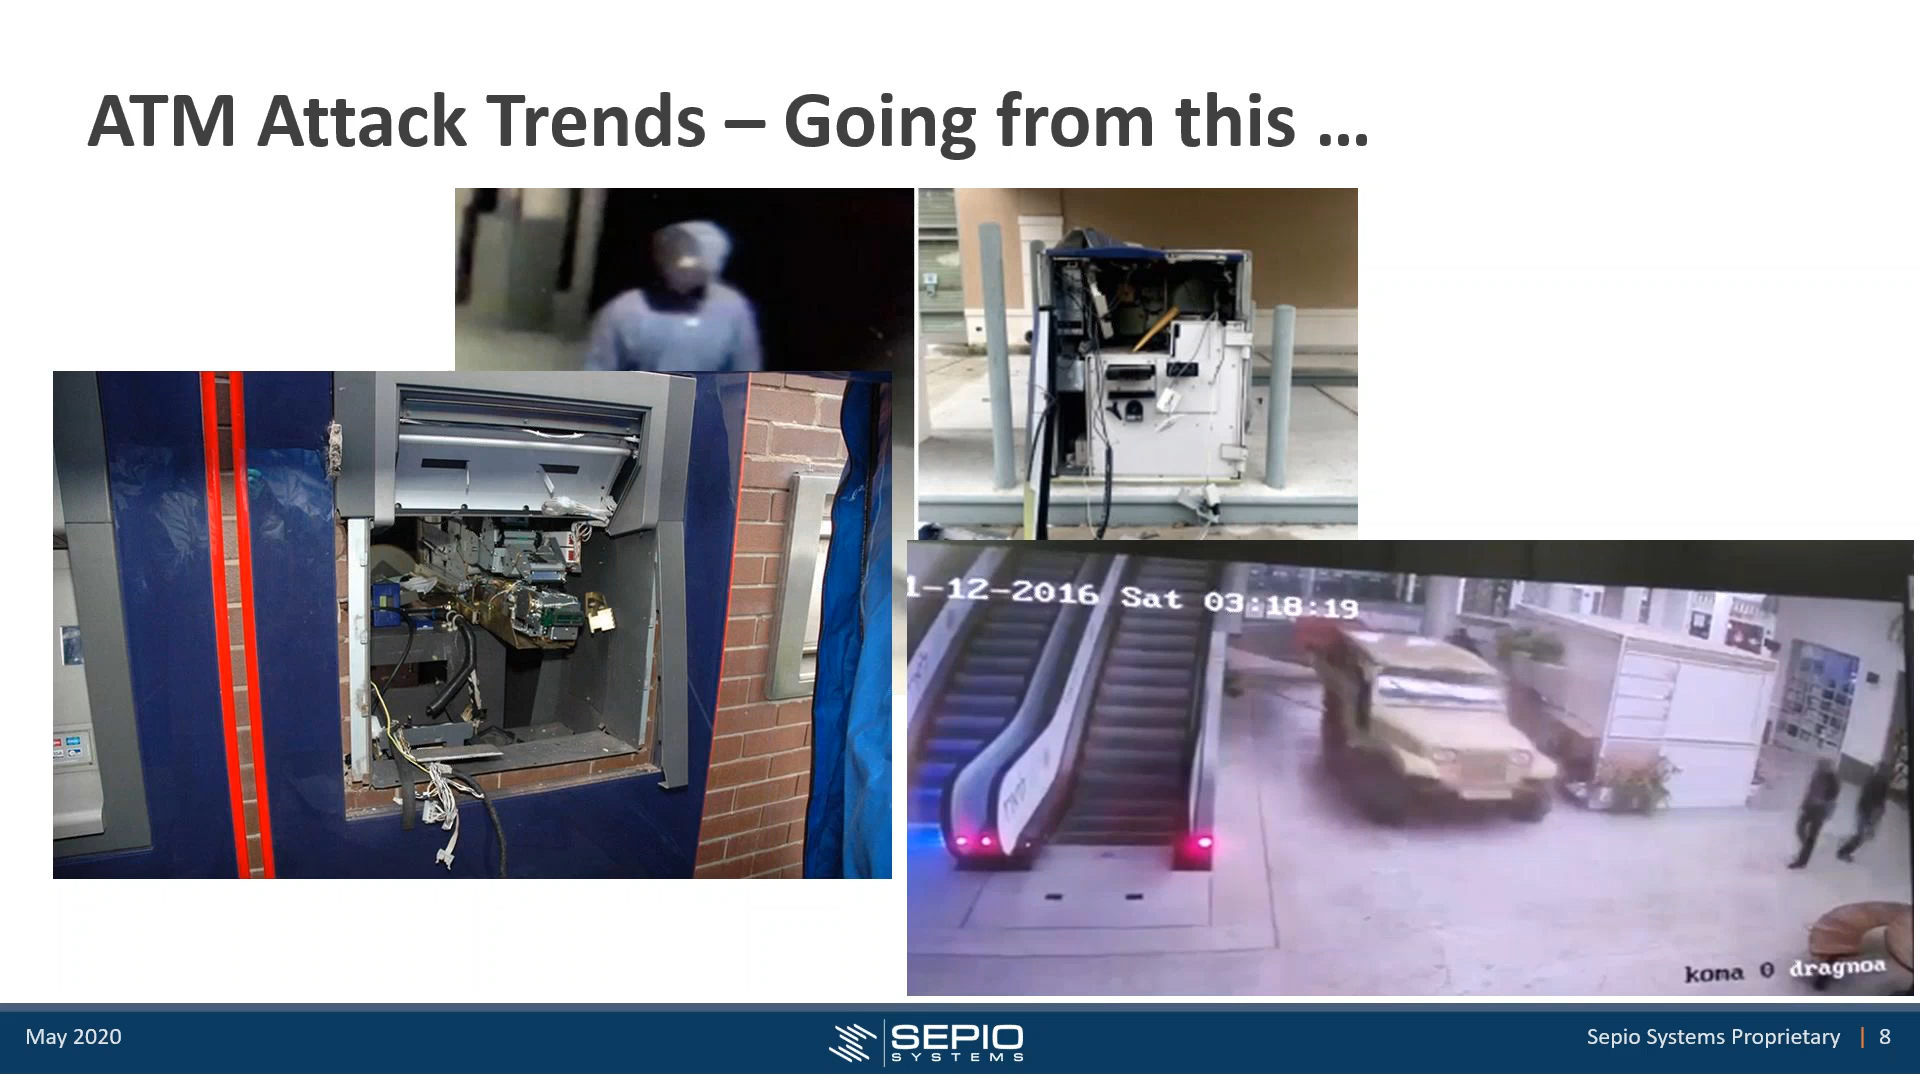 ATM Attack Trends – Going from this ...
1-12-2016 Sat 03:18:19
koma 0 dragnoa
May 2020
SEPIO
SYSTEMS
Sepio Systems Proprietary | 8